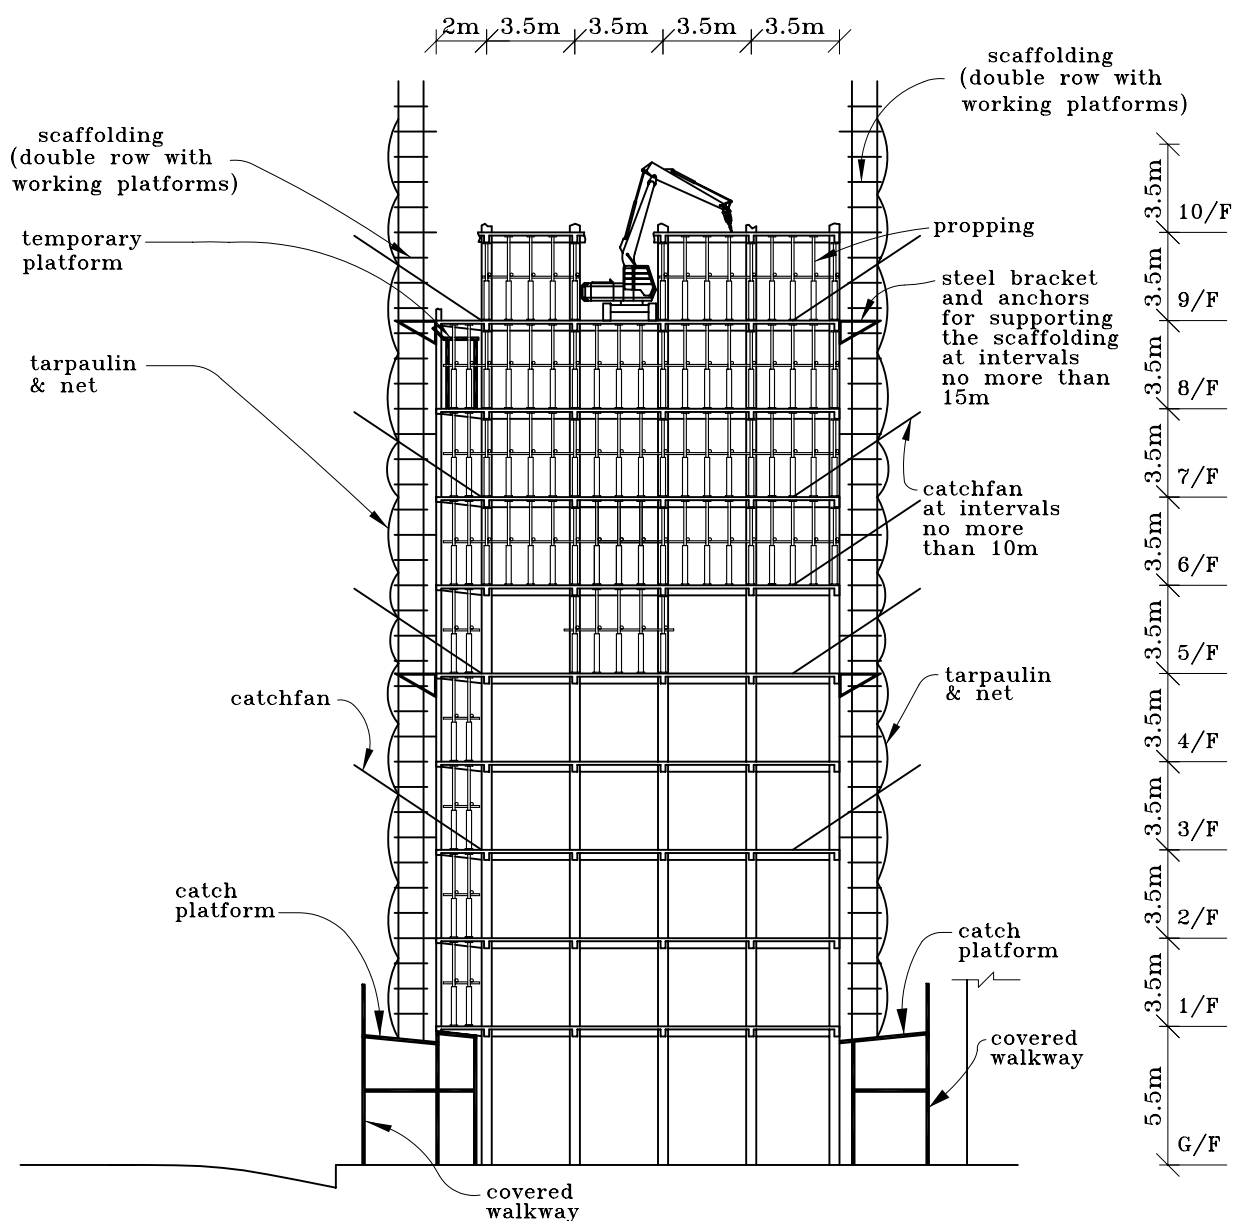 2m 3.5m 3.5m 3.5m 3.5m
scaffolding
(double row with
working platforms)
scaffolding
(double row with
working platforms)
temporary
platform
tarpaulin
& net
propping
steel bracket
and anchors
for supporting
the scaffolding
at intervals
no more than
15m
catchfan
at intervals
no more
than 10m
catchfan
tarpaulin
& net
catch
platform
catch
platform
covered
walkway
covered
walkway
3.5m 10/F
3.5m 9/F
3.5m 8/F
3.5m 7/F
3.5m 6/F
3.5m 5/F
3.5m 4/F
3.5m 3/F
3.5m 2/F
3.5m 1/F
5.5m G/F